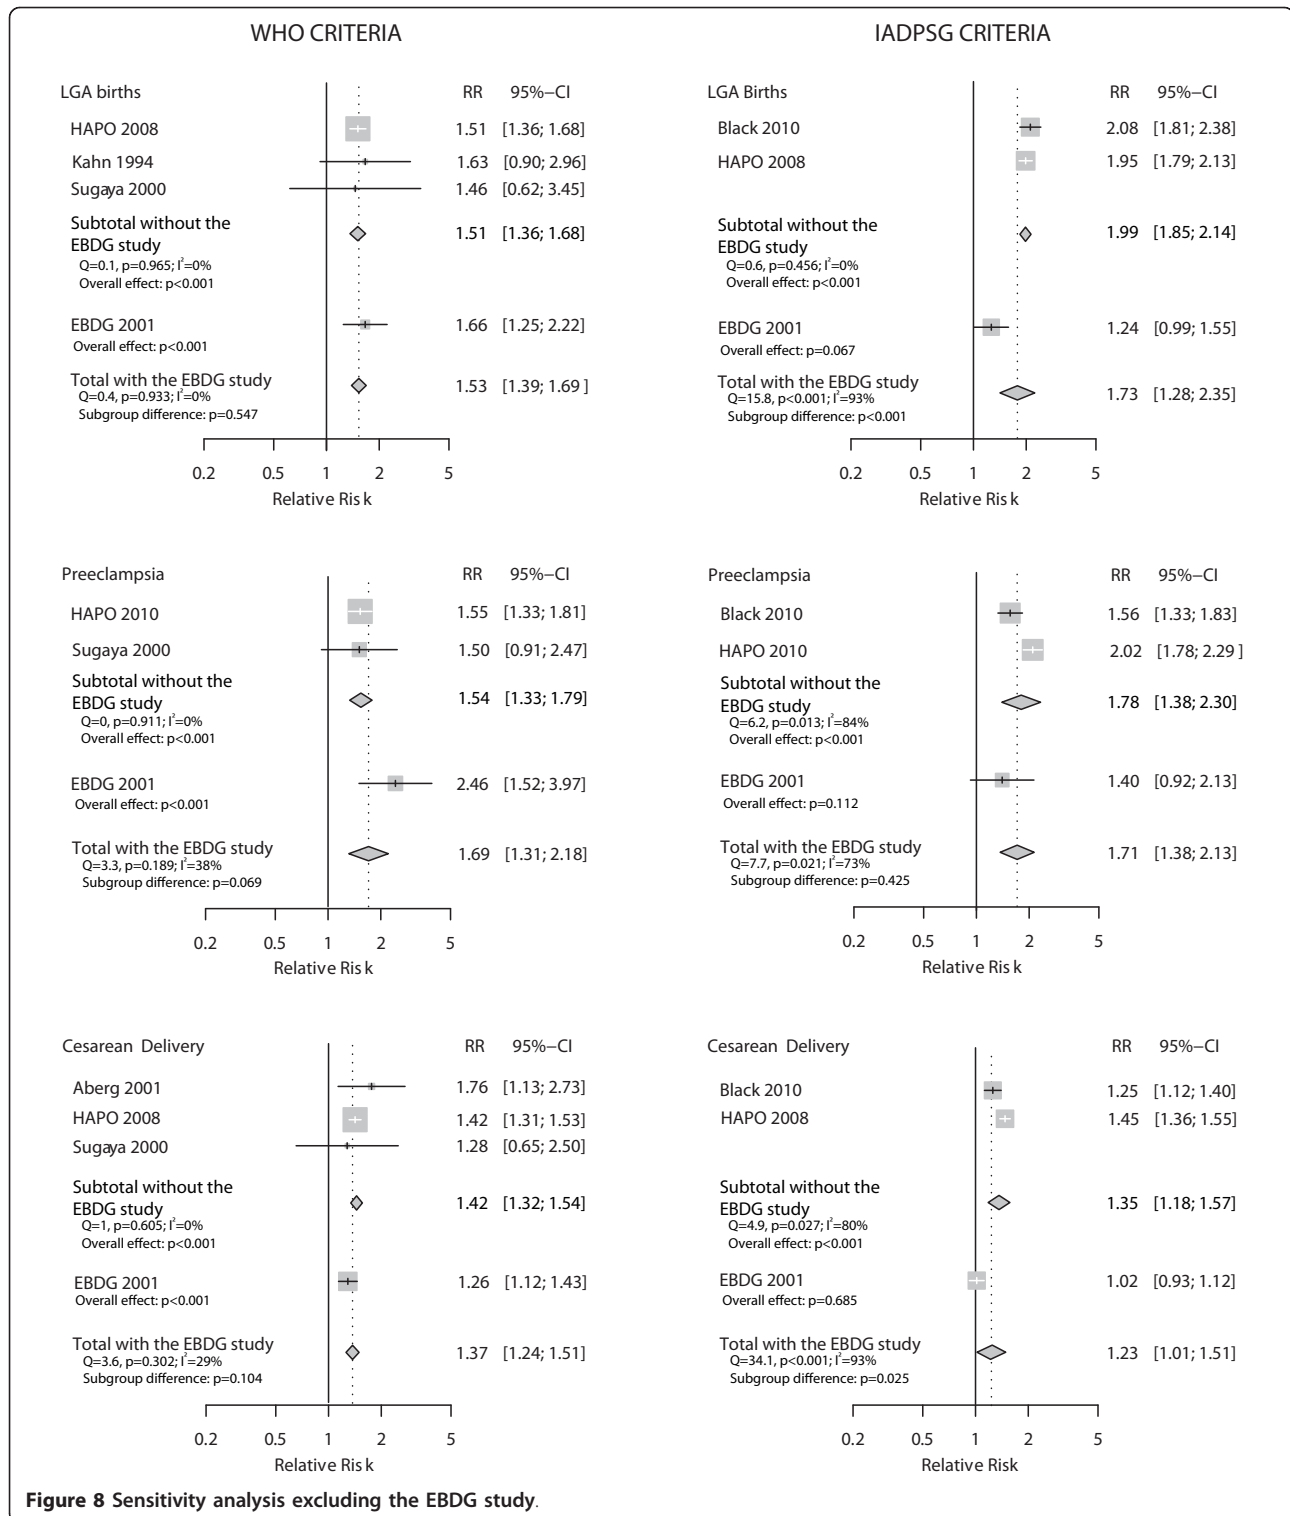 WHO CRITERIA
LGA births RR 95%−CI
HAPO 2008 1.51 [1.36; 1.68]
Kahn 1994 1.63 [0.90; 2.96]
Sugaya 2000 1.46 [0.62; 3.45]
Subtotal without the
EBDG study 1.51 [1.36; 1.68]
Q=0.1, p=0.965; I²=0%
Overall effect: p<0.001
EBDG 2001 1.66 [1.25; 2.22]
Overall effect: p<0.001
Total with the EBDG study 1.53 [1.39; 1.69 ]
Q=0.4, p=0.933; I²=0%
Subgroup difference: p=0.547
0.2 0.5 1 2 5
Relative Risk
Preeclampsia RR 95%−CI
HAPO 2010 1.55 [1.33; 1.81]
Sugaya 2000 1.50 [0.91; 2.47]
Subtotal without the
EBDG study 1.54 [1.33; 1.79]
Q=0, p=0.911; I²=0%
Overall effect: p<0.001
EBDG 2001 2.46 [1.52; 3.97]
Overall effect: p<0.001
Total with the EBDG study 1.69 [1.31; 2.18]
Q=3.3, p=0.189; I²=38%
Subgroup difference: p=0.069
0.2 0.5 1 2 5
Relative Risk
Cesarean Delivery RR 95%−CI
Aberg 2001 1.76 [1.13; 2.73]
HAPO 2008 1.42 [1.31; 1.53]
Sugaya 2000 1.28 [0.65; 2.50]
Subtotal without the
EBDG study 1.42 [1.32; 1.54]
Q=1, p=0.605; I²=0%
Overall effect: p<0.001
EBDG 2001 1.26 [1.12; 1.43]
Overall effect: p<0.001
Total with the EBDG study 1.37 [1.24; 1.51]
Q=3.6, p=0.302; I²=29%
Subgroup difference: p=0.104
0.2 0.5 1 2 5
Relative Risk
IADPSG CRITERIA
LGA Births RR 95%−CI
Black 2010 2.08 [1.81; 2.38]
HAPO 2008 1.95 [1.79; 2.13]
Subtotal without the
EBDG study 1.99 [1.85; 2.14]
Q=0.6, p=0.456; I²=0%
Overall effect: p<0.001
EBDG 2001 1.24 [0.99; 1.55]
Overall effect: p=0.067
Total with the EBDG study 1.73 [1.28; 2.35]
Q=15.8, p<0.001; I²=93%
Subgroup difference: p<0.001
0.2 0.5 1 2 5
Relative Risk
Preeclampsia RR 95%−CI
Black 2010 1.56 [1.33; 1.83]
HAPO 2010 2.02 [1.78; 2.29 ]
Subtotal without the
EBDG study 1.78 [1.38; 2.30]
Q=6.2, p=0.013; I²=84%
Overall effect: p<0.001
EBDG 2001 1.40 [0.92; 2.13]
Overall effect: p=0.112
Total with the EBDG study 1.71 [1.38; 2.13]
Q=7.7, p=0.021; I²=73%
Subgroup difference: p=0.425
0.2 0.5 1 2 5
Relative Risk
Cesarean Delivery RR 95%−CI
Black 2010 1.25 [1.12; 1.40]
HAPO 2008 1.45 [1.36; 1.55]
Subtotal without the
EBDG study 1.35 [1.18; 1.57]
Q=4.9, p=0.027; I²=80%
Overall effect: p<0.001
EBDG 2001 1.02 [0.93; 1.12]
Overall effect: p=0.685
Total with the EBDG study 1.23 [1.01; 1.51]
Q=34.1, p<0.001; I²=93%
Subgroup difference: p=0.025
0.2 0.5 1 2 5
Relative Risk
Figure 8 Sensitivity analysis excluding the EBDG study.